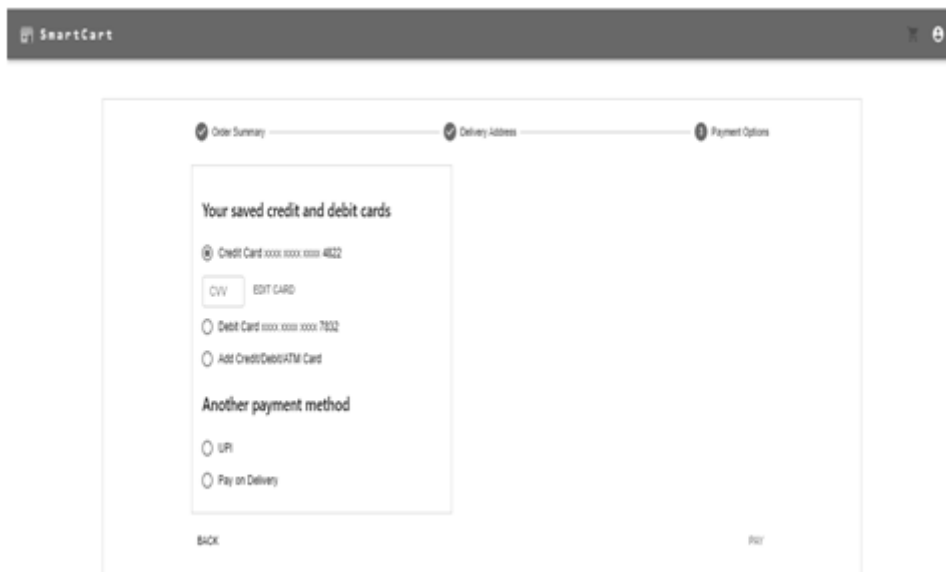 SmartCart
Order Summary
Delivery Address
3 Payment Options
Your saved credit and debit cards
Credit Card xxxx xxxx xxxx 4822
CVV EDIT CARD
Debit Card xxxx xxxx xxxx 7832
Add Credit/Debit/ATM Card
Another payment method
UPI
Pay on Delivery
BACK
PAY